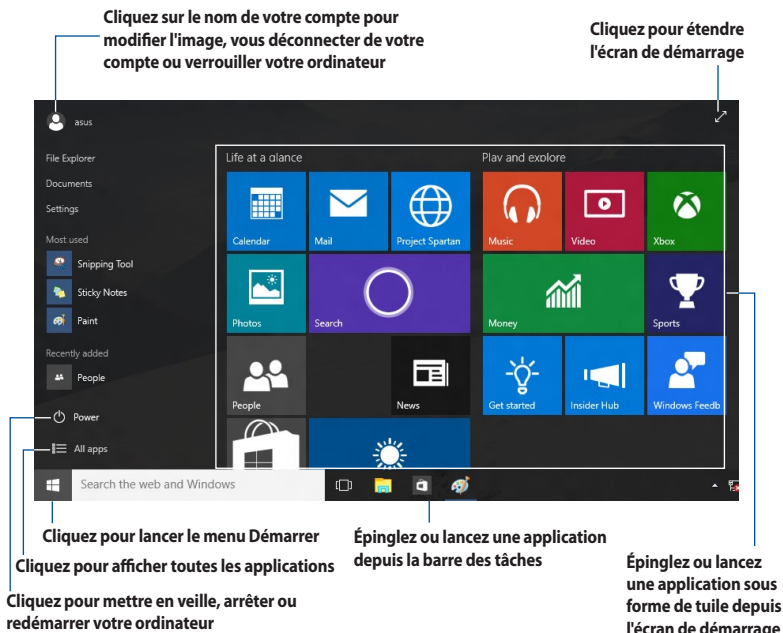 Cliquez sur le nom de votre compte pour
modifier l'image, vous déconnecter de votre
compte ou verrouiller votre ordinateur
Cliquez pour étendre
l'écran de démarrage
asus
File Explorer
Documents
Settings
Most used
Snipping Tool
Sticky Notes
Paint
Recently added
People
Power
All apps
Life at a glance
Calendar
Mail
Project Spartan
Photos
Search
People
News
Play and explore
Music
Video
Xbox
Money
Sports
Get started
Insider Hub
Windows Feedb
Search the web and Windows
Cliquez pour lancer le menu Démarrer
Cliquez pour afficher toutes les applications
Cliquez pour mettre en veille, arrêter ou
redémarrer votre ordinateur
Épinglez ou lancez une application
depuis la barre des tâches
Épinglez ou lancez
une application sous
forme de tuile depuis
l'écran de démarrage